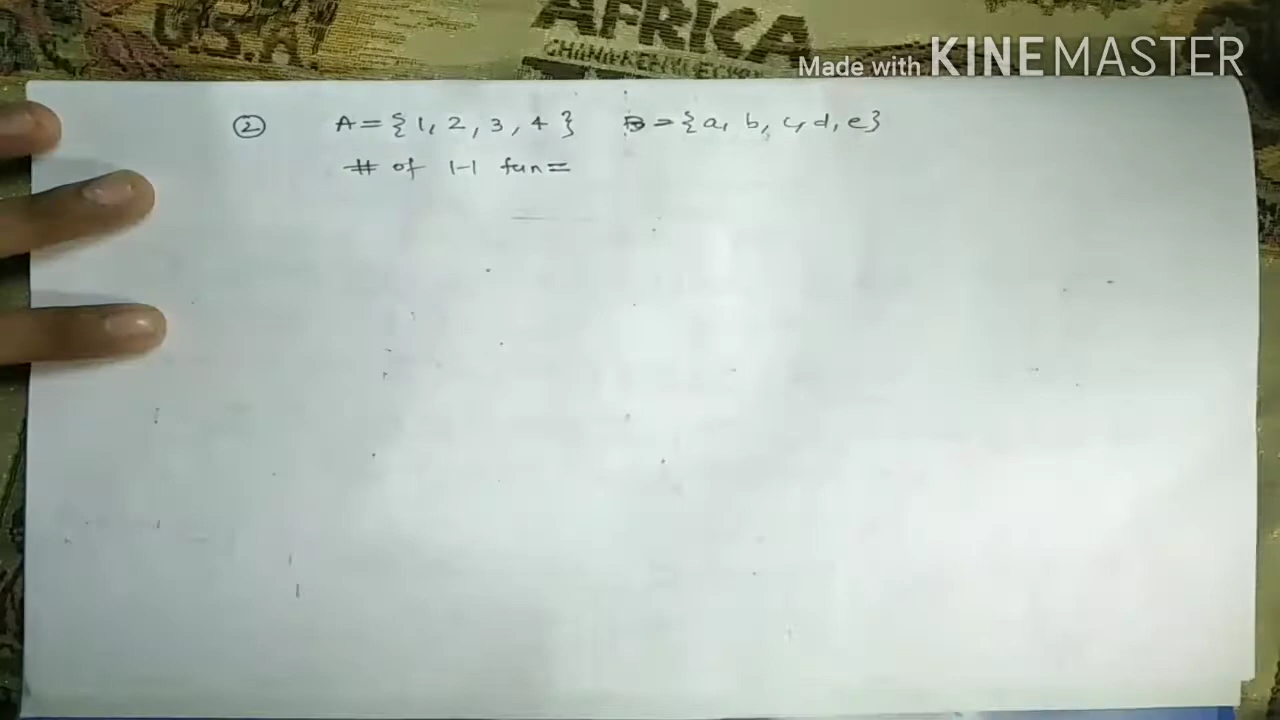 U.S.A
AFRICA
Made with KINEMASTER
② A = {1, 2, 3, 4} B = {a, b, c, d, e}
# of 1-1 fun =